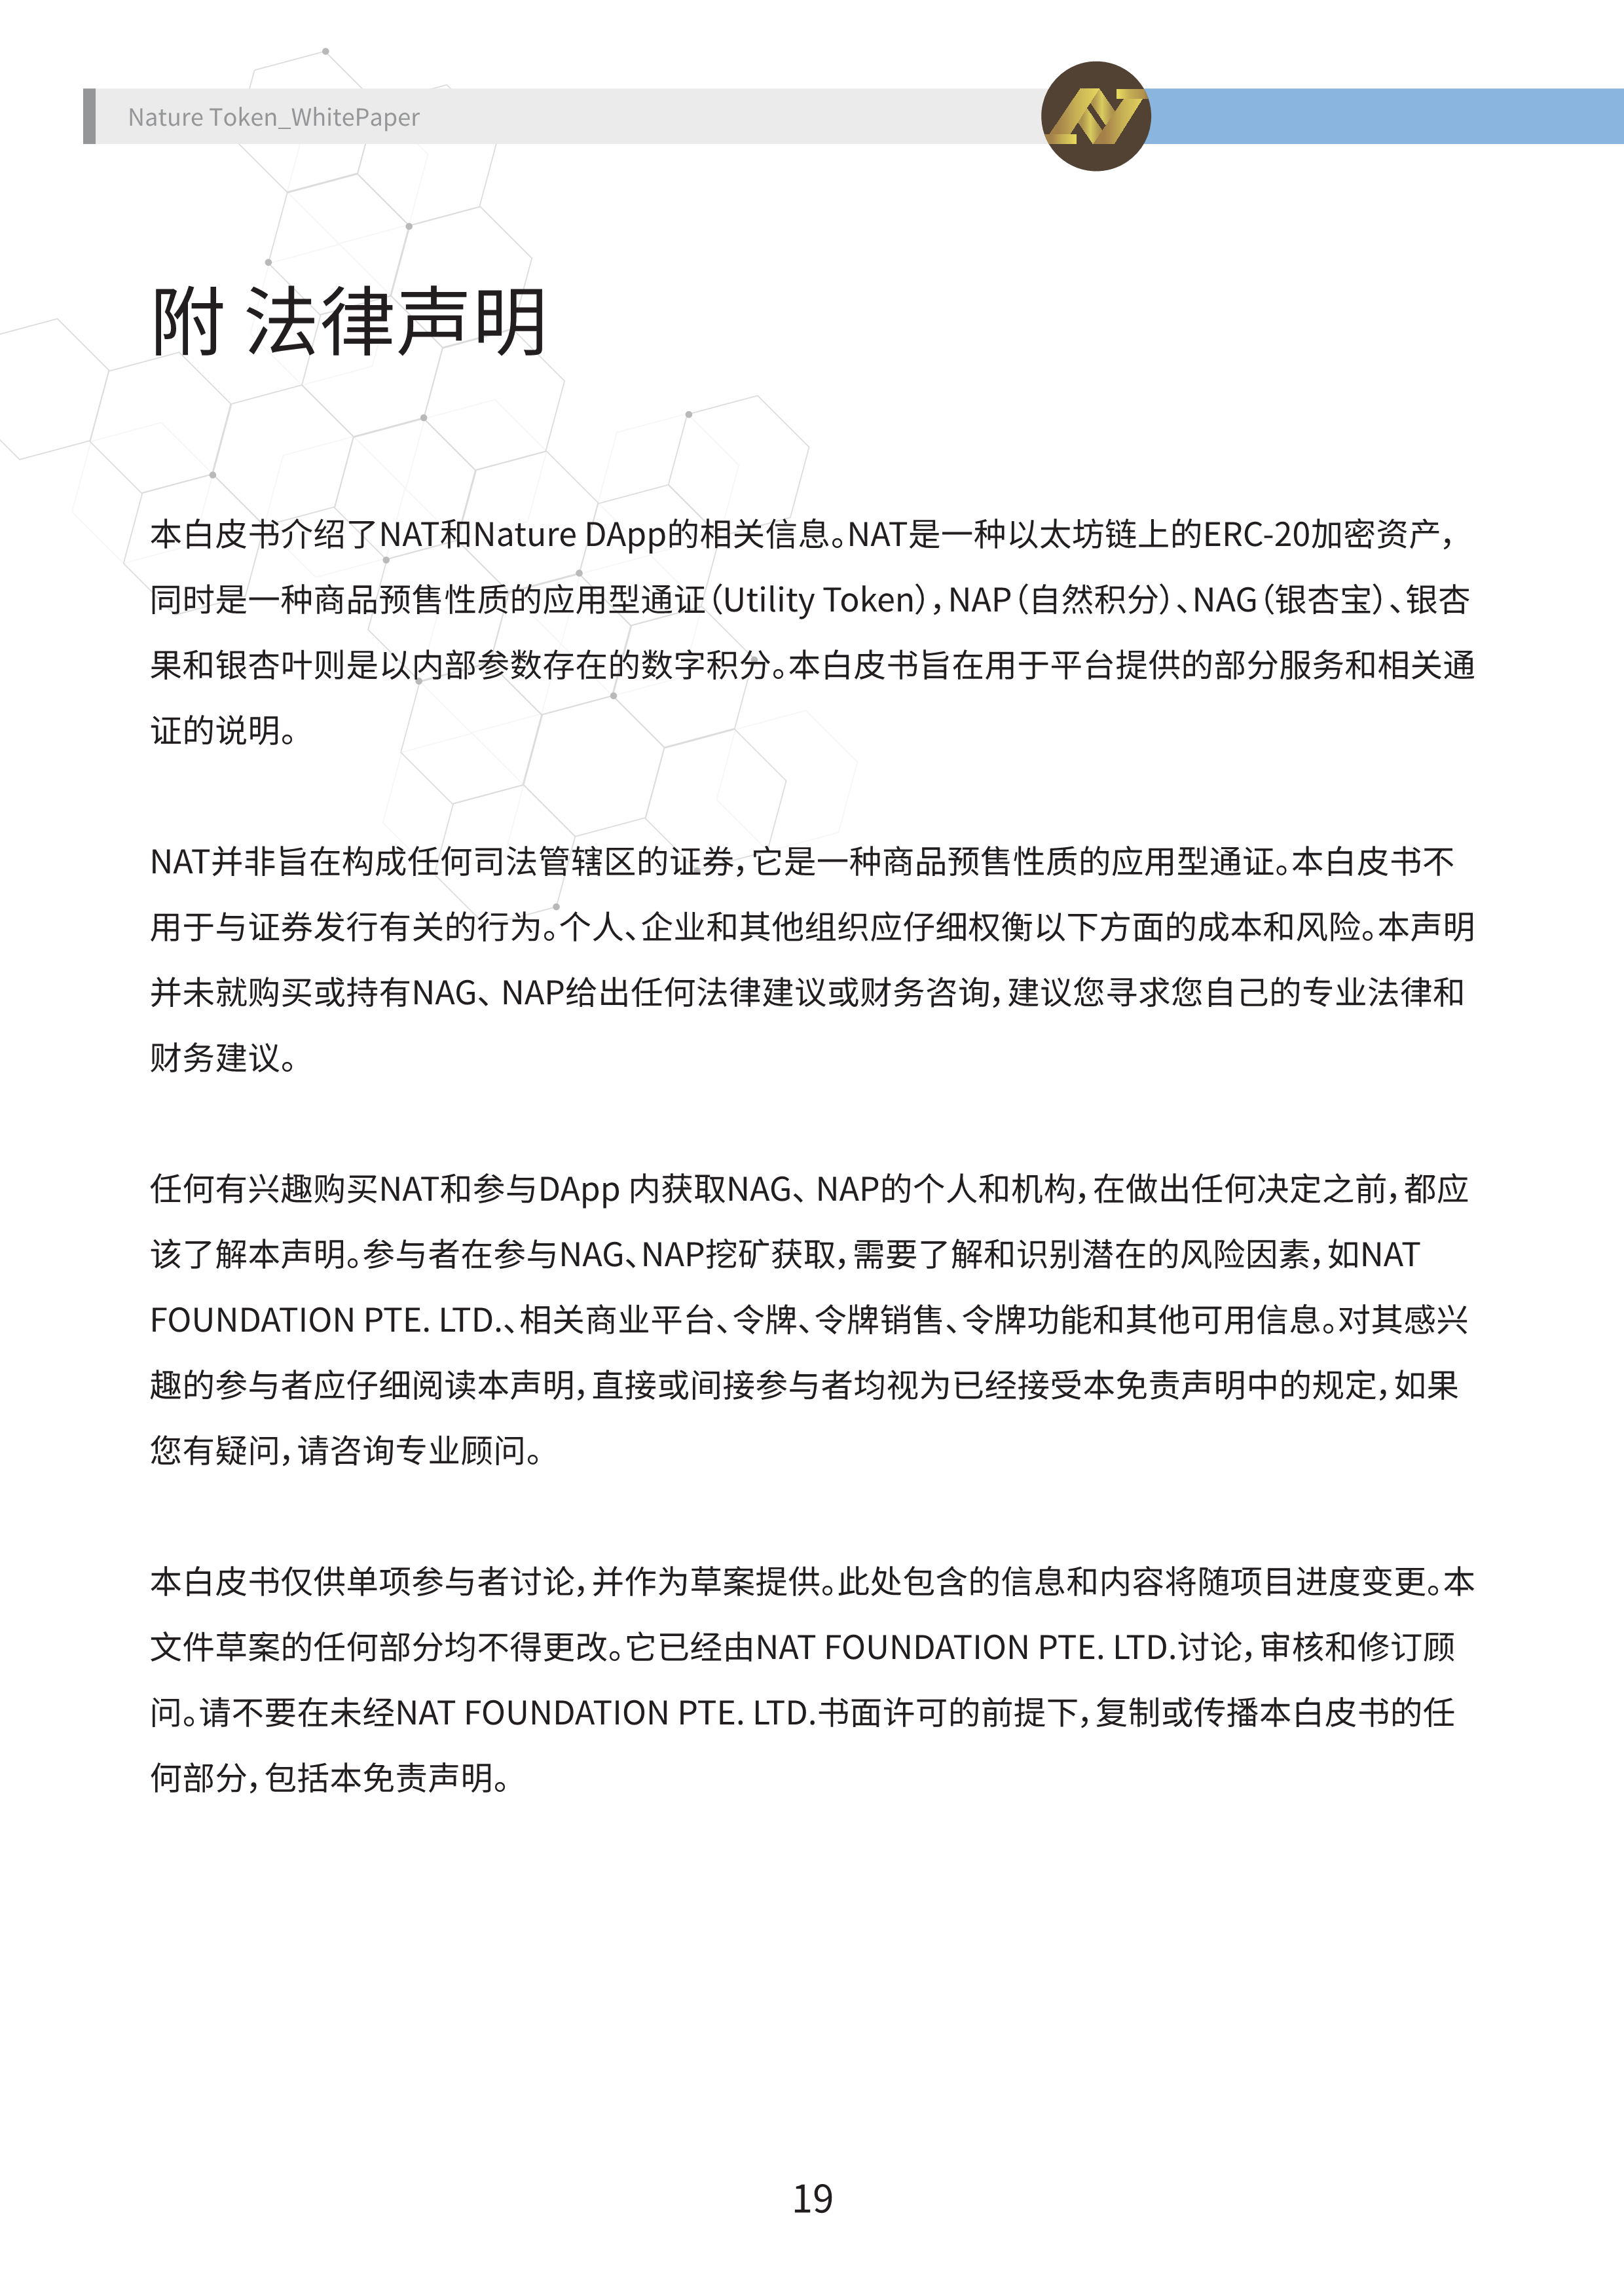 Nature Token_WhitePaper
附 法律声明
本白皮书介绍了NAT和Nature DApp的相关信息。NAT是一种以太坊链上的ERC-20加密资产，
同时是一种商品预售性质的应用型通证（Utility Token），NAP（自然积分）、NAG（银杏宝）、银杏
果和银杏叶则是以内部参数存在的数字积分。本白皮书旨在用于平台提供的部分服务和相关通
证的说明。
NAT并非旨在构成任何司法管辖区的证券，它是一种商品预售性质的应用型通证。本白皮书不
用于与证券发行有关的行为。个人、企业和其他组织应仔细权衡以下方面的成本和风险。本声明
并未就购买或持有NAG、NAP给出任何法律建议或财务咨询，建议您寻求您自己的专业法律和
财务建议。
任何有兴趣购买NAT和参与DApp 内获取NAG、NAP的个人和机构，在做出任何决定之前，都应
该了解本声明。参与者在参与NAG、NAP挖矿获取，需要了解和识别潜在的风险因素，如NAT
FOUNDATION PTE. LTD.、相关商业平台、令牌、令牌销售、令牌功能和其他可用信息。对其感兴
趣的参与者应仔细阅读本声明，直接或间接参与者均视为已经接受本免责声明中的规定，如果
您有疑问，请咨询专业顾问。
本白皮书仅供单项参与者讨论，并作为草案提供。此处包含的信息和内容将随项目进度变更。本
文件草案的任何部分均不得更改。它已经由NAT FOUNDATION PTE. LTD.讨论，审核和修订顾
问。请不要在未经NAT FOUNDATION PTE. LTD.书面许可的前提下，复制或传播本白皮书的任
何部分，包括本免责声明。
19